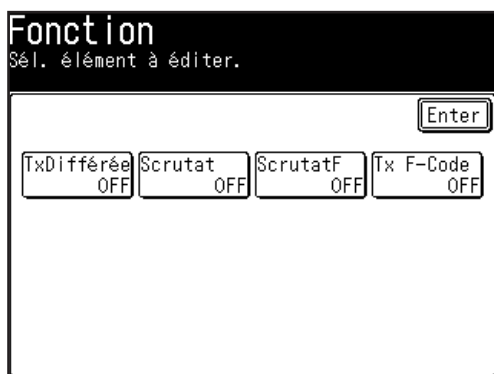 Fonction
Sél. élément à éditer.
Enter
TxDifférée Scrutat ScrutatF Tx F-Code
OFF OFF OFF OFF